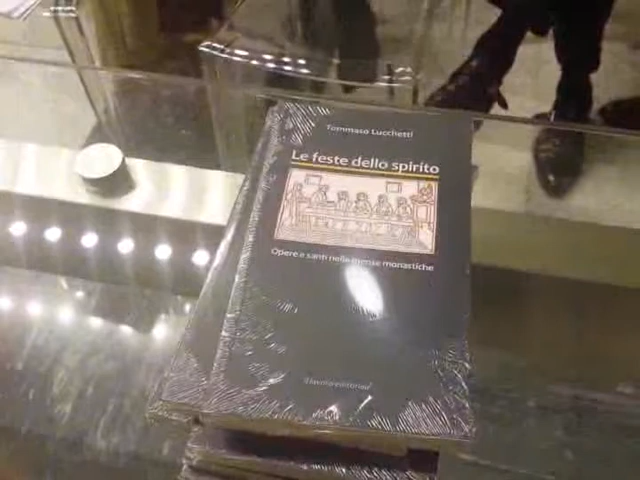 Tommaso Lucchetti
Le feste dello spirito
Opere e santi nelle mense monastiche